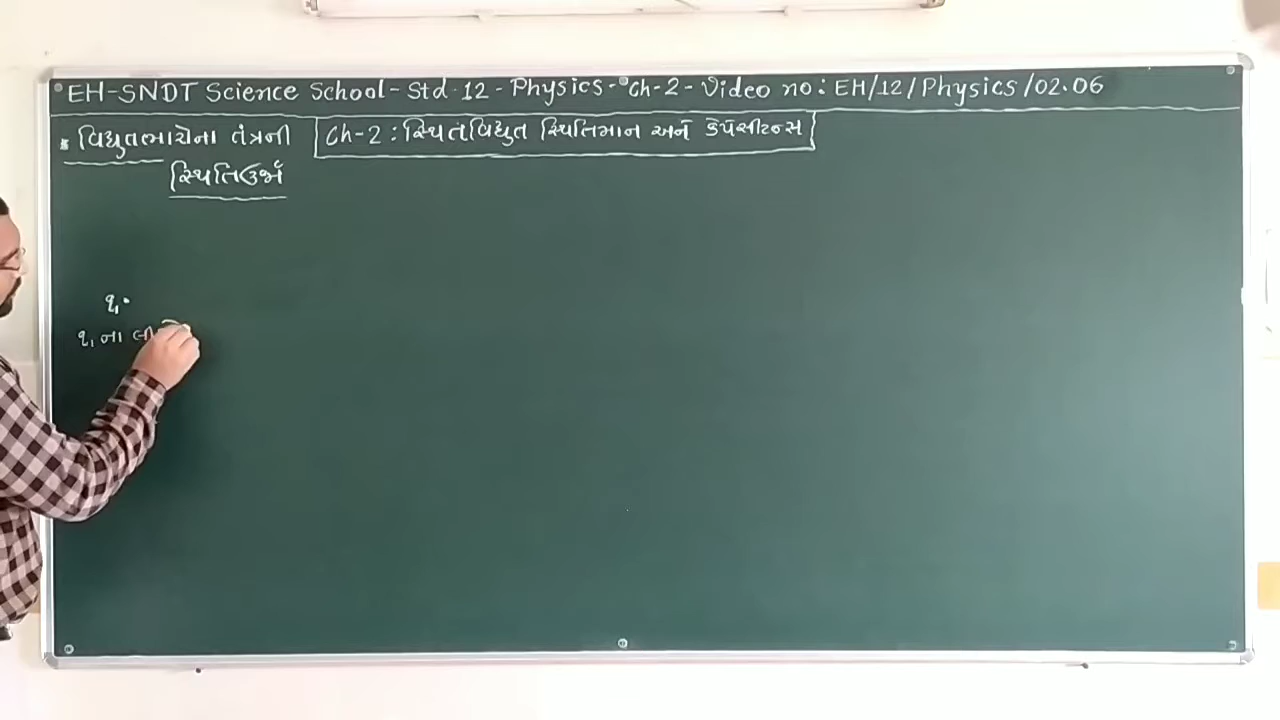 EH-SNDT Science School - Std.12 - Physics - Ch-2 - Video no: EH/12/Physics/02.06
* વિદ્યુતભારોના તંત્રની
સ્થિતિઉર્જા
Ch-2 : સ્થિતવિદ્યુત સ્થિતિમાન અને કેપેસીટન્સ
q₁ •
q₁ ના